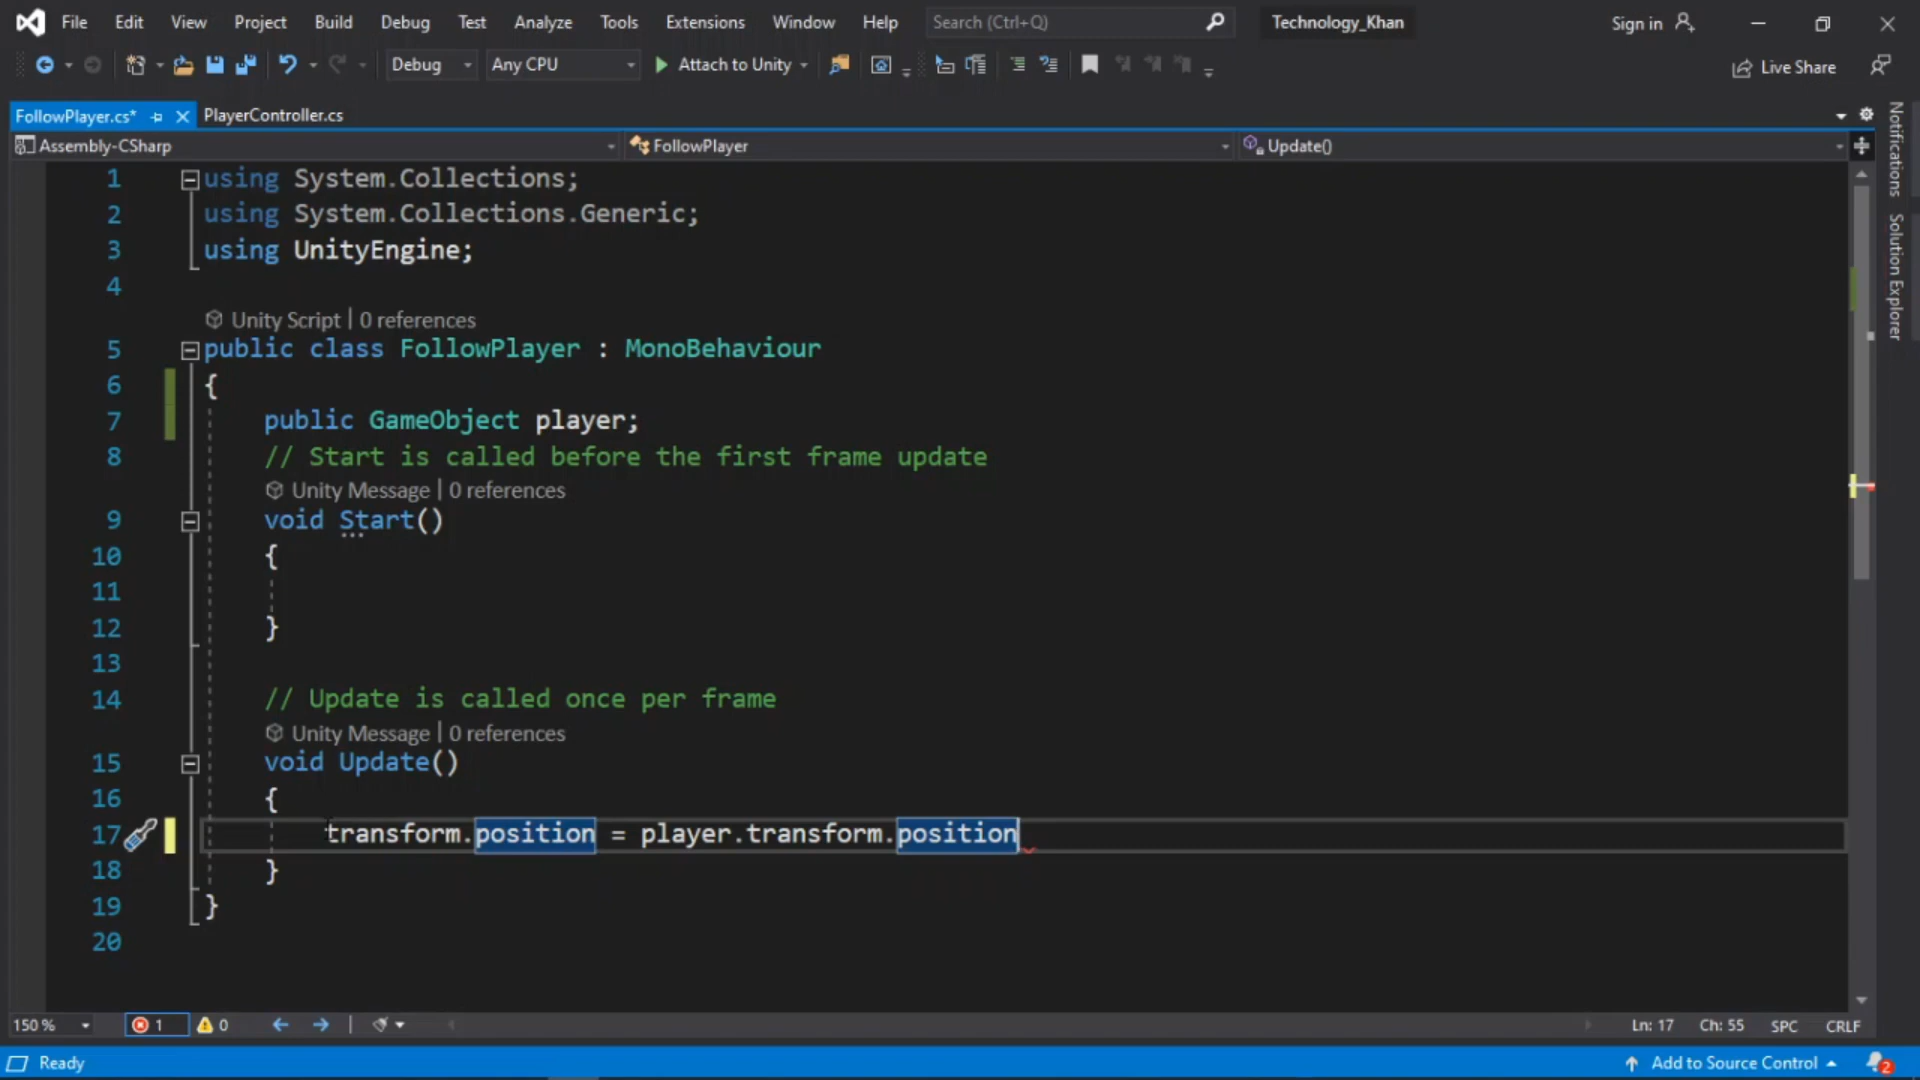 File Edit View Project Build Debug Test Analyze Tools Extensions Window Help Search (Ctrl+Q) Technology_Khan Sign in
Debug Any CPU Attach to Unity Live Share
FollowPlayer.cs* PlayerController.cs
Assembly-CSharp FollowPlayer Update()
1 using System.Collections;
2 using System.Collections.Generic;
3 using UnityEngine;
4
Unity Script | 0 references
5 public class FollowPlayer : MonoBehaviour
6 {
7 public GameObject player;
8 // Start is called before the first frame update
Unity Message | 0 references
9 void Start()
10 {
11
12 }
13
14 // Update is called once per frame
Unity Message | 0 references
15 void Update()
16 {
17 transform.position = player.transform.position
18 }
19 }
20
150 % 1 0 Ln: 17 Ch: 55 SPC CRLF
Ready Add to Source Control 2
Notifications
Solution Explorer